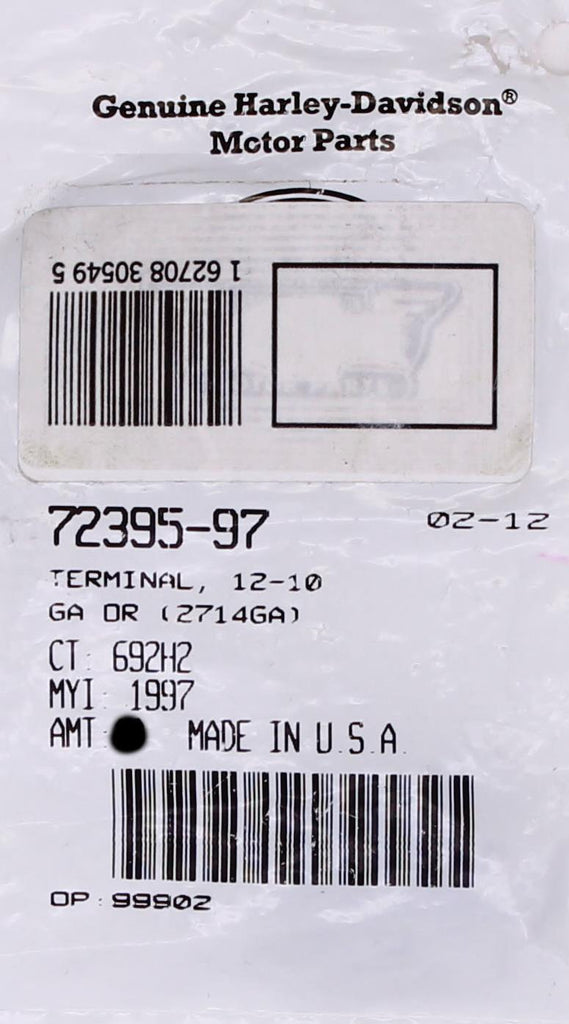 Genuine Harley-Davidson®
Motor Parts
1 62708 30549 5
72395-97 02-12
TERMINAL, 12-10
GA OR (2714GA)
CT: 692H2
MYI: 1997
AMT: MADE IN U.S.A.
OP: 99902